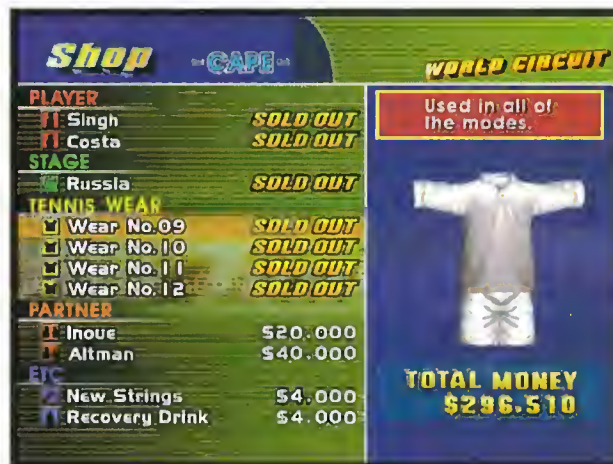 Shop -CAPE- WORLD CIRCUIT
PLAYER
Singh SOLD OUT
Costa SOLD OUT
STAGE
Russia SOLD OUT
TENNIS WEAR
Wear No.09 SOLD OUT
Wear No.10 SOLD OUT
Wear No.11 SOLD OUT
Wear No.12 SOLD OUT
PARTNER
Inoue $20.000
Altman $40.000
ETC
New Strings $4.000
Recovery Drink $4.000
Used in all of
the modes.
TOTAL MONEY
$296.510